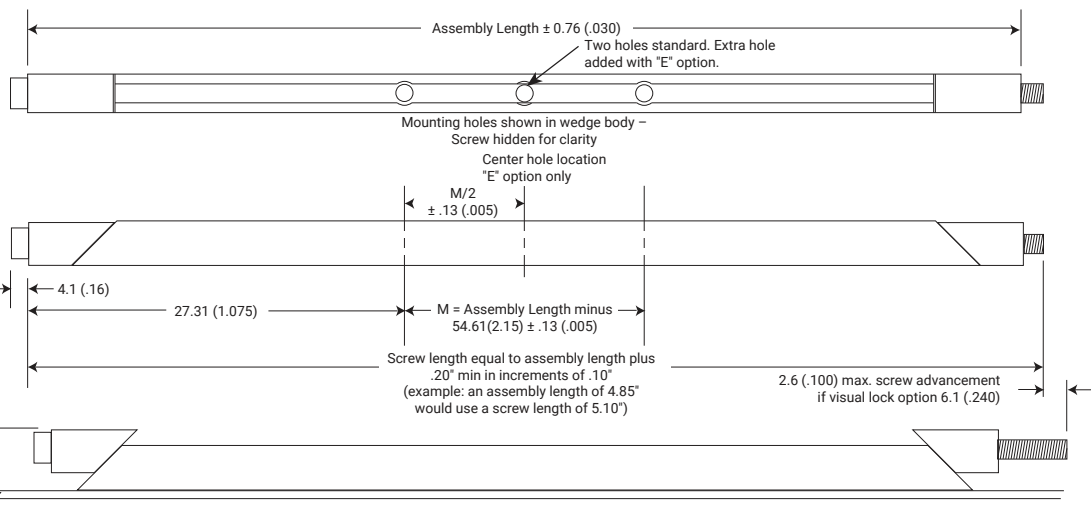 Assembly Length ± 0.76 (.030)
Two holes standard. Extra hole
added with "E" option.
Mounting holes shown in wedge body –
Screw hidden for clarity
Center hole location
"E" option only
M/2
± .13 (.005)
4.1 (.16)
27.31 (1.075)
M = Assembly Length minus
54.61(2.15) ± .13 (.005)
Screw length equal to assembly length plus
.20" min in increments of .10"
(example: an assembly length of 4.85"
would use a screw length of 5.10")
2.6 (.100) max. screw advancement
if visual lock option 6.1 (.240)